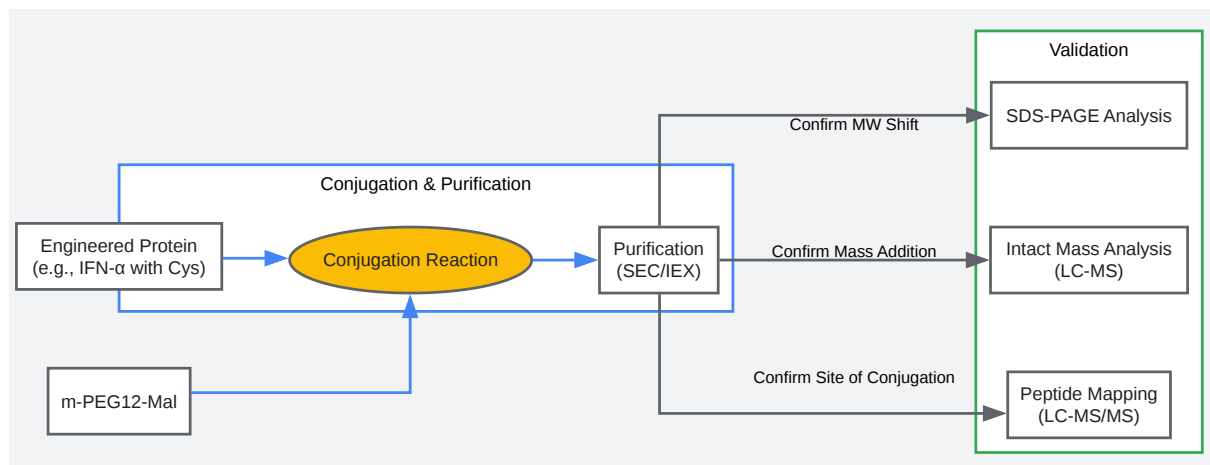 Validation
SDS-PAGE Analysis
Confirm MW Shift
Conjugation & Purification
Engineered Protein
(e.g., IFN-α with Cys)
Conjugation Reaction
Purification
(SEC/IEX)
Confirm Mass Addition
Intact Mass Analysis
(LC-MS)
m-PEG12-Mal
Confirm Site of Conjugation
Peptide Mapping
(LC-MS/MS)